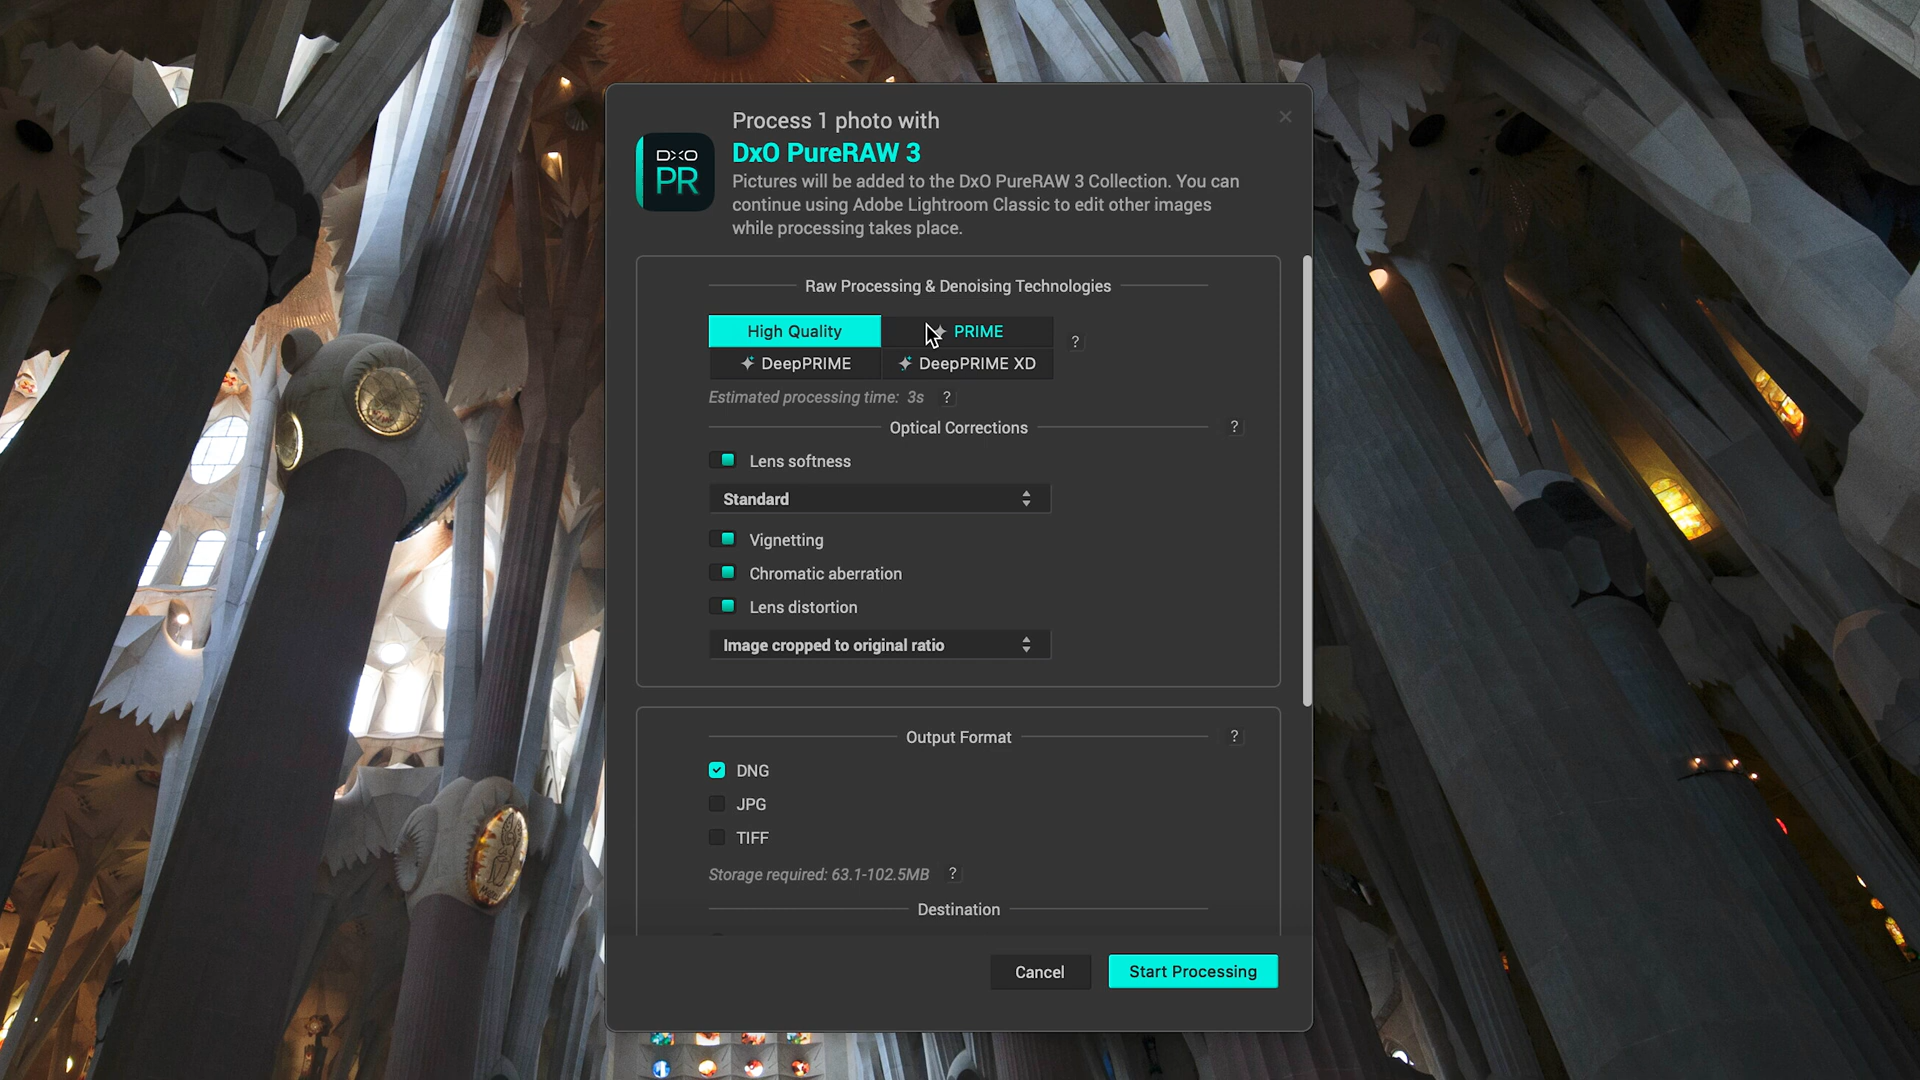 Process 1 photo with
DXO
PR
DxO PureRAW 3
Pictures will be added to the DxO PureRAW 3 Collection. You can
continue using Adobe Lightroom Classic to edit other images
while processing takes place.
Raw Processing & Denoising Technologies
High Quality
PRIME
?
DeepPRIME
DeepPRIME XD
Estimated processing time: 3s ?
Optical Corrections ?
Lens softness
Standard
Vignetting
Chromatic aberration
Lens distortion
Image cropped to original ratio
Output Format ?
DNG
JPG
TIFF
Storage required: 63.1-102.5MB ?
Destination
Cancel
Start Processing